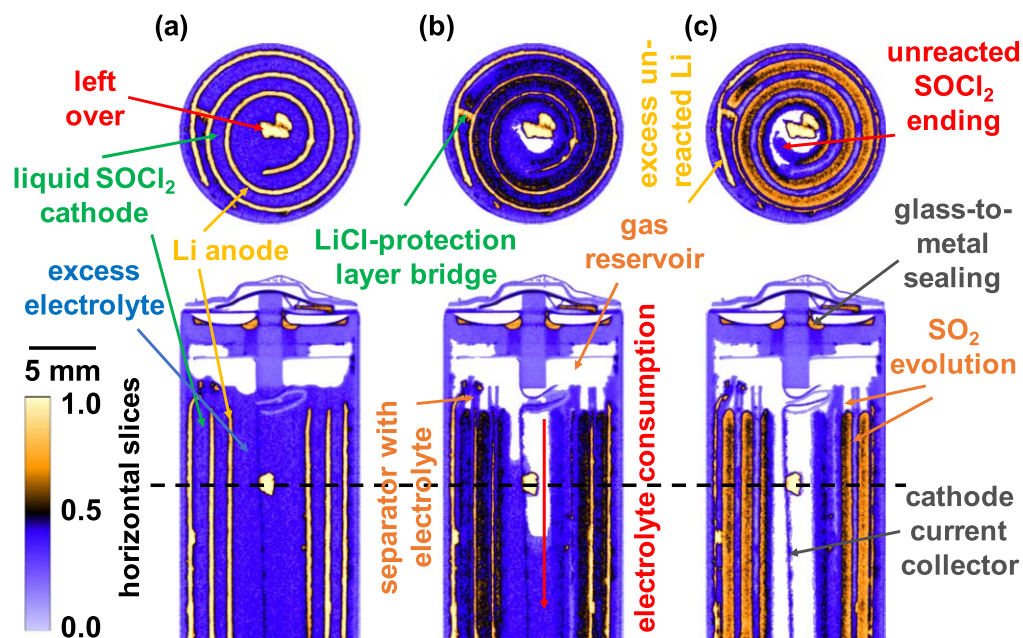 (a)
(b)
(c)
left
over
liquid SOCl₂
cathode
Li anode
excess
electrolyte
LiCl-protection
layer bridge
excess un-
reacted Li
unreacted
SOCl₂
ending
gas
reservoir
glass-to-
metal
sealing
SO₂
evolution
5 mm
1.0
0.5
0.0
horizontal slices
separator with
electrolyte
electrolyte consumption
cathode
current
collector